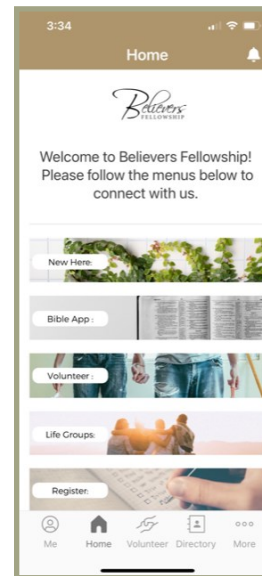 3:34
Home
Believers
FELLOWSHIP
Welcome to Believers Fellowship!
Please follow the menus below to
connect with us.
New Here:
Bible App :
Volunteer :
Life Groups:
Register:
Me Home Volunteer Directory More